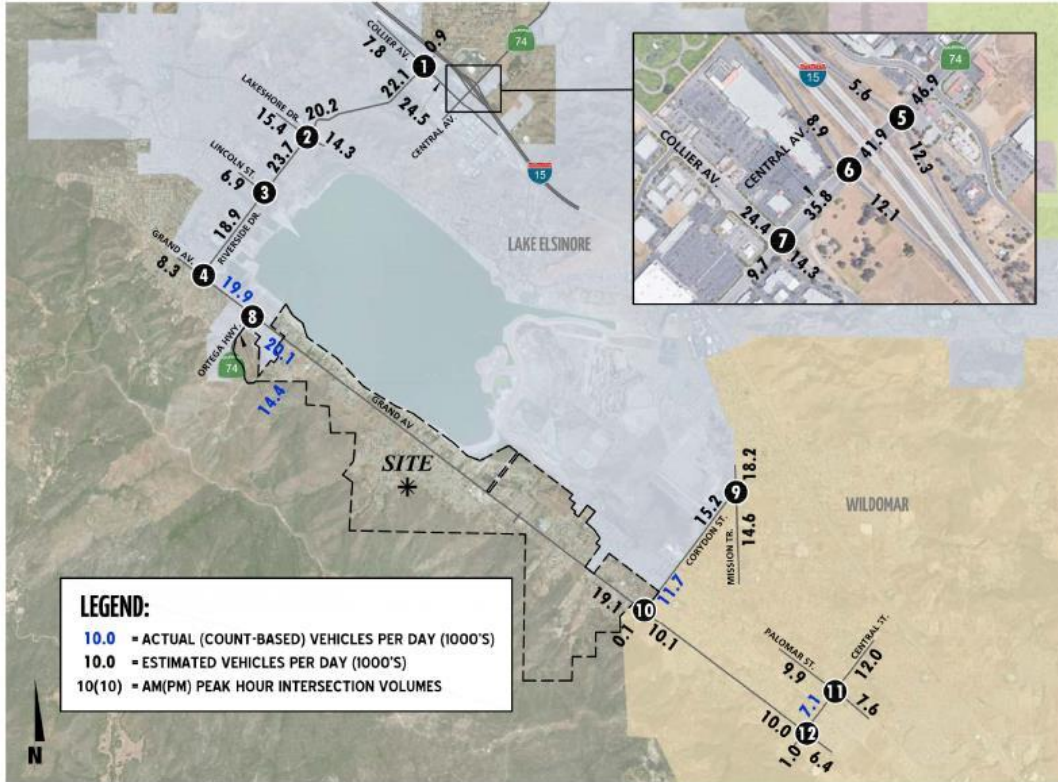 COLLIER AV.
7.8
0.9
1
22.1
24.5
CENTRAL AV
74
LAKESHORE DR.
15.4
20.2
2
14.3
LINCOLN ST.
6.9
23.7
3
18.9
RIVERSIDE DR.
GRAND AV.
8.3
4
19.9
8
ORTEGA HWY.
20.1
74
14.4
15
LAKE ELSINORE
15
74
5.6
46.9
5
8.9
41.9
12.3
CENTRAL AV.
6
COLLIER AV.
35.8
12.1
24.4
7
9.7
14.3
GRAND AV
SITE
18.2
9
15.2
14.6
CORYDON ST.
MISSION TR.
WILDOMAR
11.7
19.1
10
0.1
10.1
PALOMAR ST.
CENTRAL ST.
9.9
12.0
7.1
11
7.6
10.0
12
1.0
6.4
LEGEND:
10.0 = ACTUAL (COUNT-BASED) VEHICLES PER DAY (1000'S)
10.0 = ESTIMATED VEHICLES PER DAY (1000'S)
10(10) = AM(PM) PEAK HOUR INTERSECTION VOLUMES
N